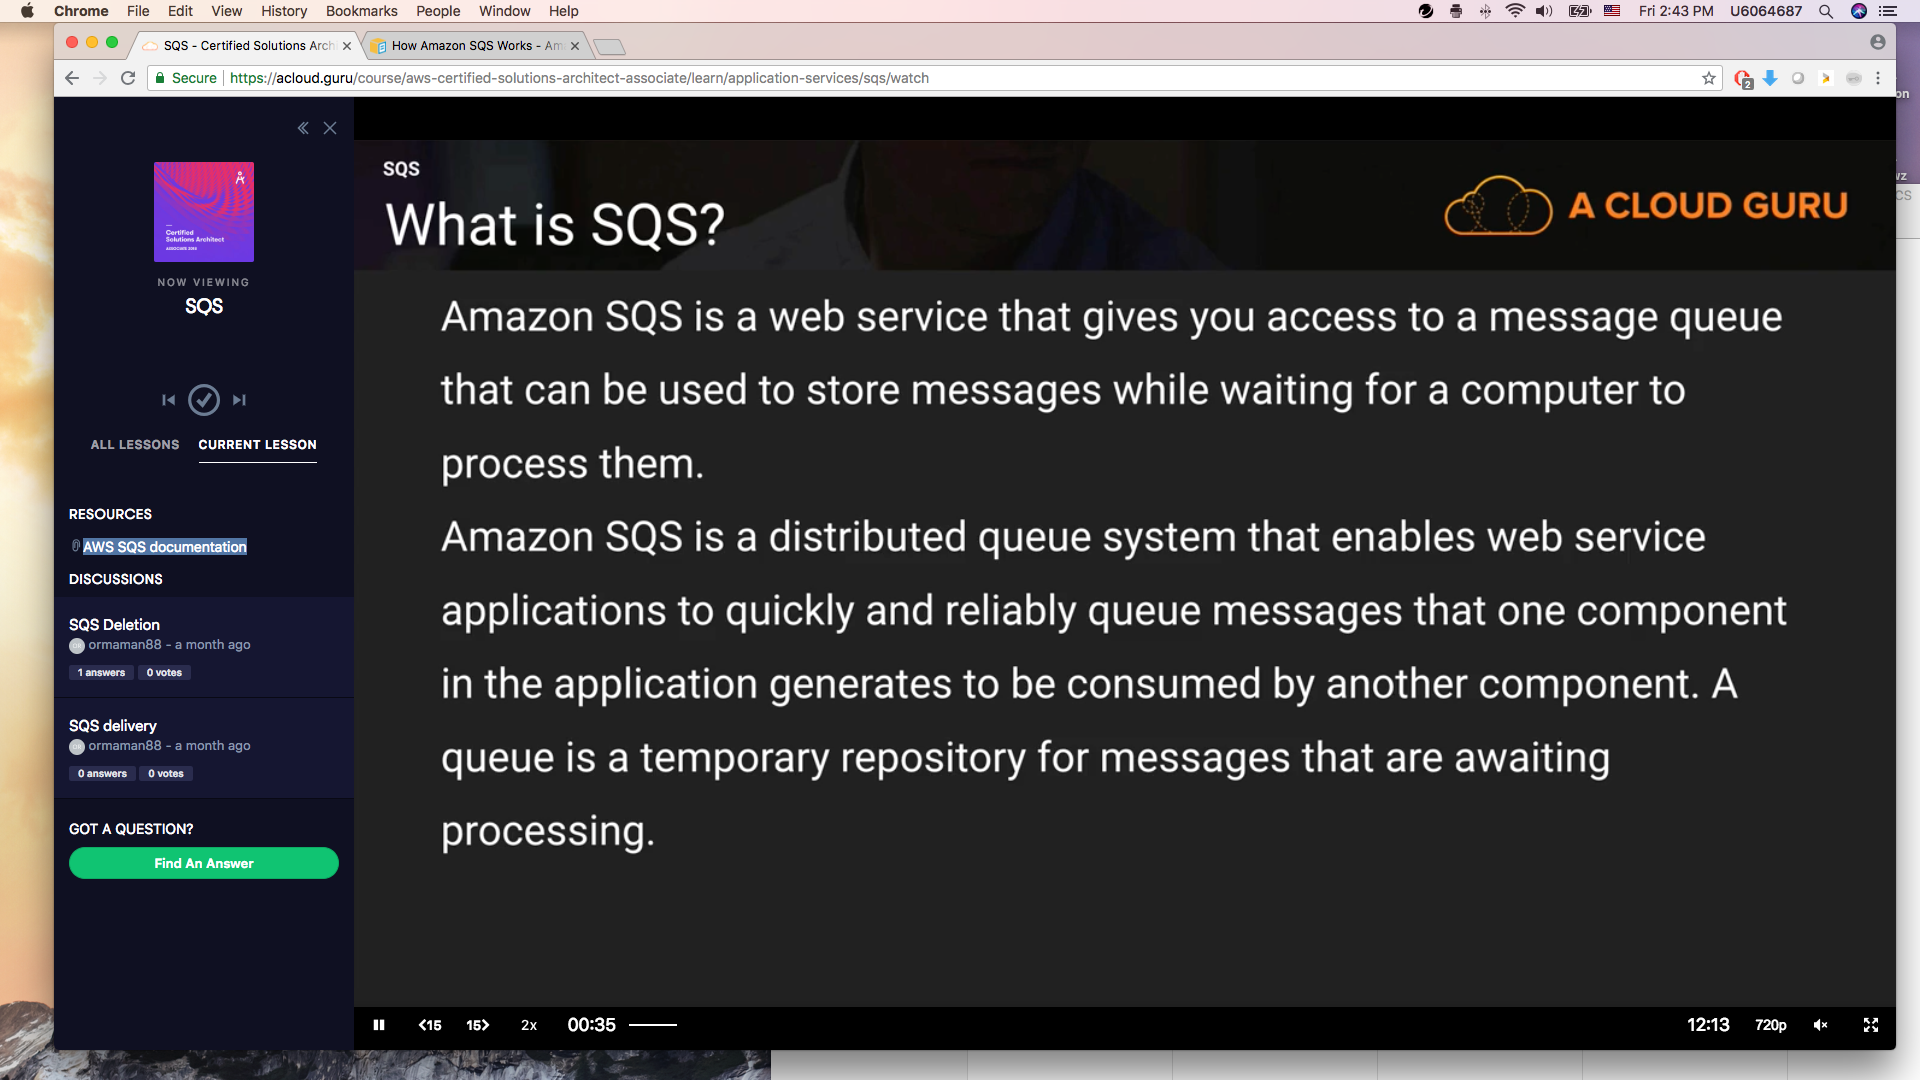 Chrome File Edit View History Bookmarks People Window Help
Fri 2:43 PM U6064687
SQS - Certified Solutions Arch
How Amazon SQS Works - Am
Secure https://acloud.guru/course/aws-certified-solutions-architect-associate/learn/application-services/sqs/watch
2
on
wz
CS
Certified
Solutions Architect
ASSOCIATE 2018
NOW VIEWING
SQS
ALL LESSONS CURRENT LESSON
RESOURCES
AWS SQS documentation
DISCUSSIONS
SQS Deletion
OR ormaman88 - a month ago
1 answers 0 votes
SQS delivery
OR ormaman88 - a month ago
0 answers 0 votes
GOT A QUESTION?
Find An Answer
SQS
What is SQS?
A CLOUD GURU
Amazon SQS is a web service that gives you access to a message queue
that can be used to store messages while waiting for a computer to
process them.
Amazon SQS is a distributed queue system that enables web service
applications to quickly and reliably queue messages that one component
in the application generates to be consumed by another component. A
queue is a temporary repository for messages that are awaiting
processing.
<15 15> 2x 00:35
12:13 720p